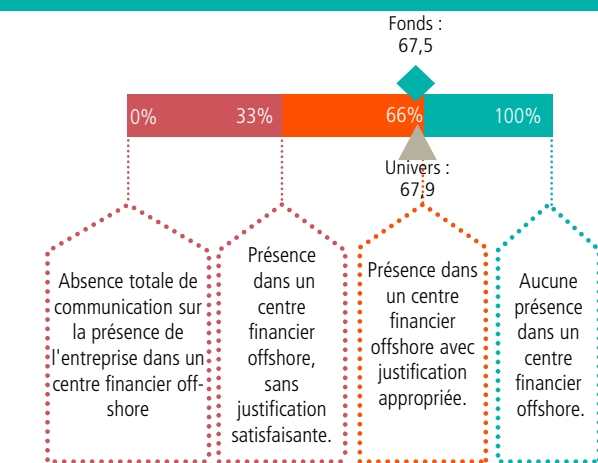 Fonds :
67,5
0%
33%
66%
100%
Univers :
67,9
Absence totale de
communication sur
la présence de
l'entreprise dans un
centre financier off-
shore
Présence
dans un
centre
financier
offshore,
sans
justification
satisfaisante.
Présence dans
un centre
financier
offshore avec
justification
appropriée.
Aucune
présence
dans un
centre
financier
offshore.